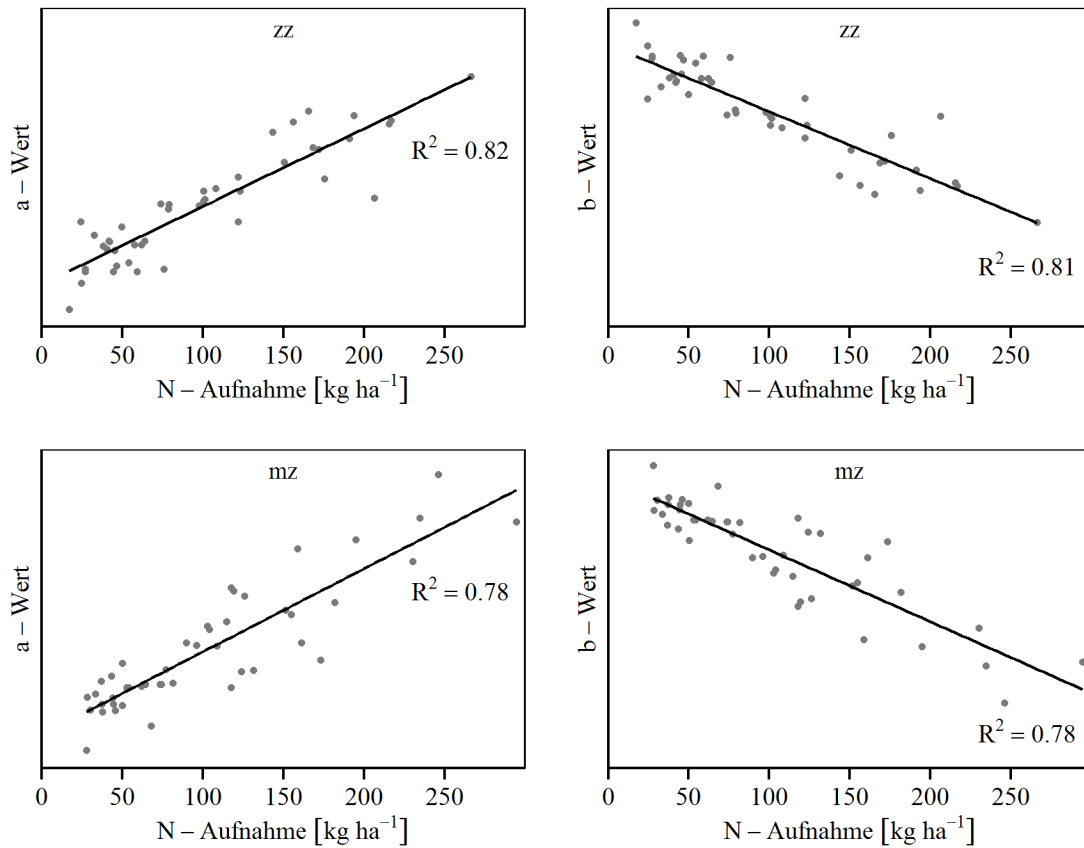 zz
a – Wert
R² = 0.82
0 50 100 150 200 250
N – Aufnahme [kg ha⁻¹]
zz
b – Wert
R² = 0.81
0 50 100 150 200 250
N – Aufnahme [kg ha⁻¹]
mz
a – Wert
R² = 0.78
0 50 100 150 200 250
N – Aufnahme [kg ha⁻¹]
mz
b – Wert
R² = 0.78
0 50 100 150 200 250
N – Aufnahme [kg ha⁻¹]